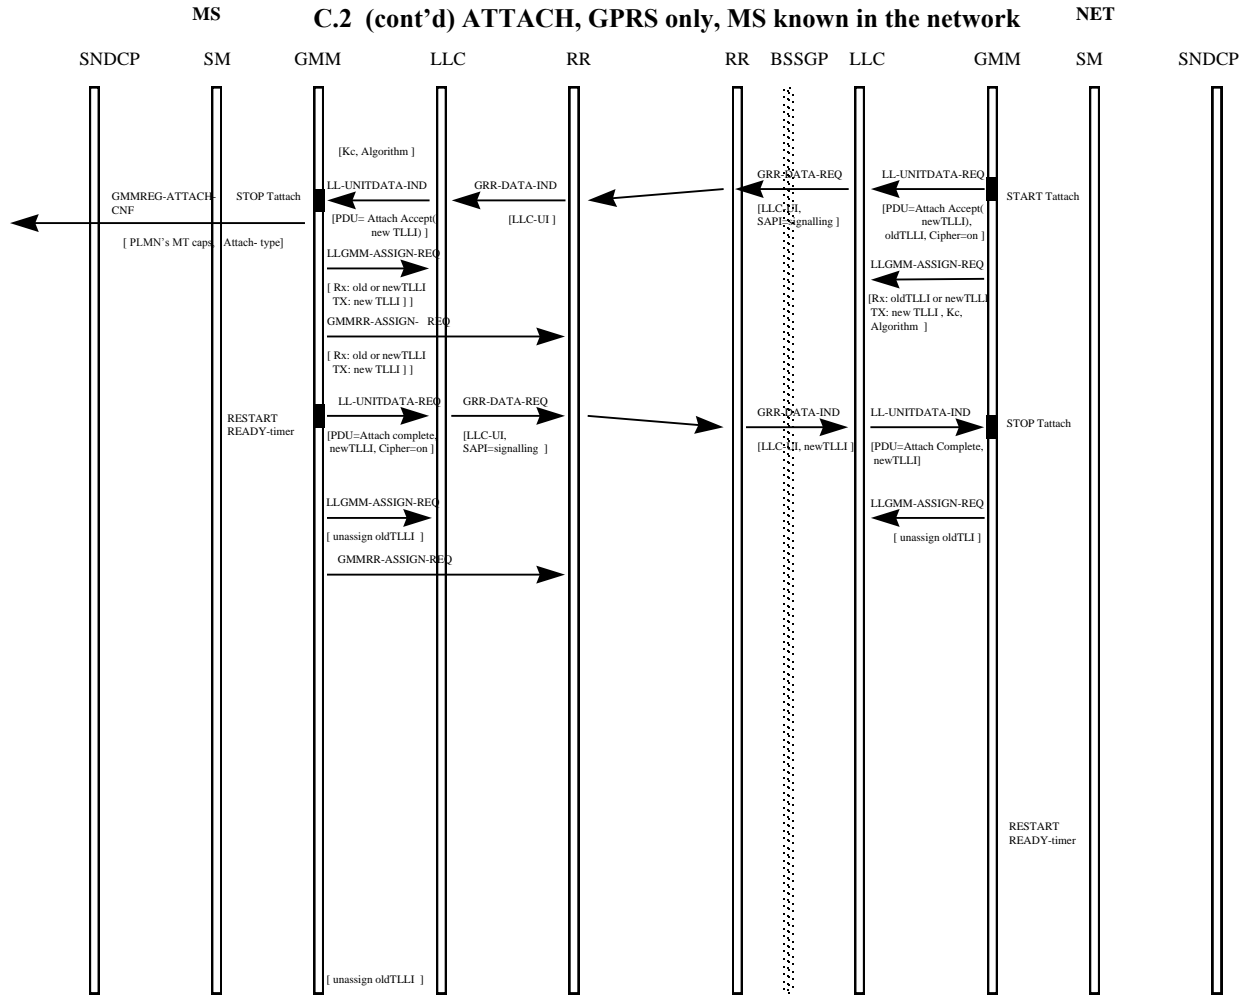 MS
C.2 (cont'd) ATTACH, GPRS only, MS known in the network
NET
SNDCP SM GMM LLC RR RR BSSGP LLC GMM SM SNDCP
[Kc, Algorithm ]
GMMREG-ATTACH-
CNF
STOP Tattach
LL-UNITDATA-IND
GRR-DATA-IND
GRR-DATA-REQ
LL-UNITDATA-REQ
START Tattach
[PDU= Attach Accept(
new TLLI) ]
[LLC-UI ]
[LLC-UI,
SAPI=signalling ]
[PDU=Attach Accept(
newTLLI),
oldTLLI, Cipher=on ]
[ PLMN's MT caps, Attach- type]
LLGMM-ASSIGN-REQ
LLGMM-ASSIGN-REQ
[ Rx: old or newTLLI
TX: new TLLI ] ]
[Rx: oldTLLI or newTLLI
TX: new TLLI , Kc,
Algorithm ]
GMMRR-ASSIGN- REQ
[ Rx: old or newTLLI
TX: new TLLI ] ]
RESTART
READY-timer
LL-UNITDATA-REQ
GRR-DATA-REQ
GRR-DATA-IND
LL-UNITDATA-IND
STOP Tattach
[PDU=Attach complete,
newTLLI, Cipher=on ]
[LLC-UI,
SAPI=signalling ]
[LLC-UI, newTLLI ]
[PDU=Attach Complete,
newTLLI]
LLGMM-ASSIGN-REQ
LLGMM-ASSIGN-REQ
[ unassign oldTLLI ]
[ unassign oldTLI ]
GMMRR-ASSIGN-REQ
RESTART
READY-timer
[ unassign oldTLLI ]